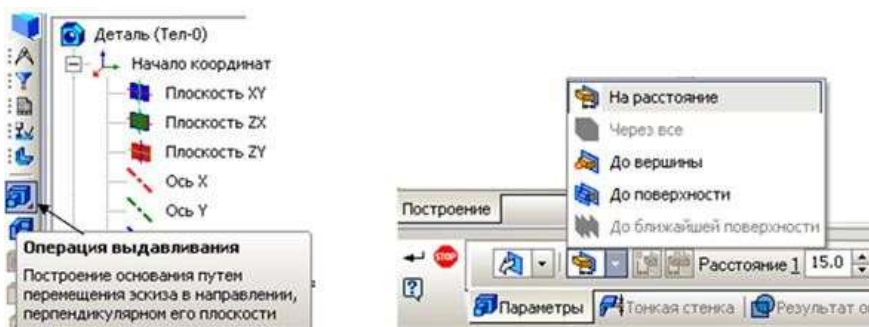 Деталь (Тел-0)
Начало координат
Плоскость XY
Плоскость ZX
Плоскость ZY
Ось X
Ось Y
Операция выдавливания
Построение основания путем
перемещения эскиза в направлении,
перпендикулярном его плоскости
На расстояние
Через все
До вершины
До поверхности
До ближайшей поверхности
Построение
STOP
Расстояние 1 15.0
Параметры Тонкая стенка Результат о